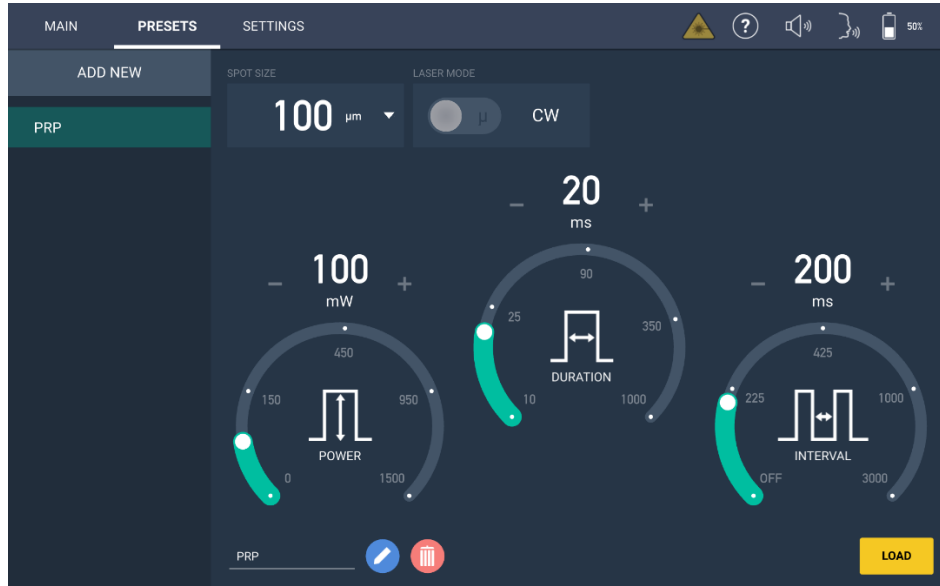 MAIN PRESETS SETTINGS 50%
ADD NEW
PRP
SPOT SIZE LASER MODE
100 µm µ CW
20
ms
100
mW
200
ms
90
25
350
DURATION
10 1000
450
150 950
POWER
0 1500
425
225 1000
INTERVAL
OFF 3000
PRP
LOAD